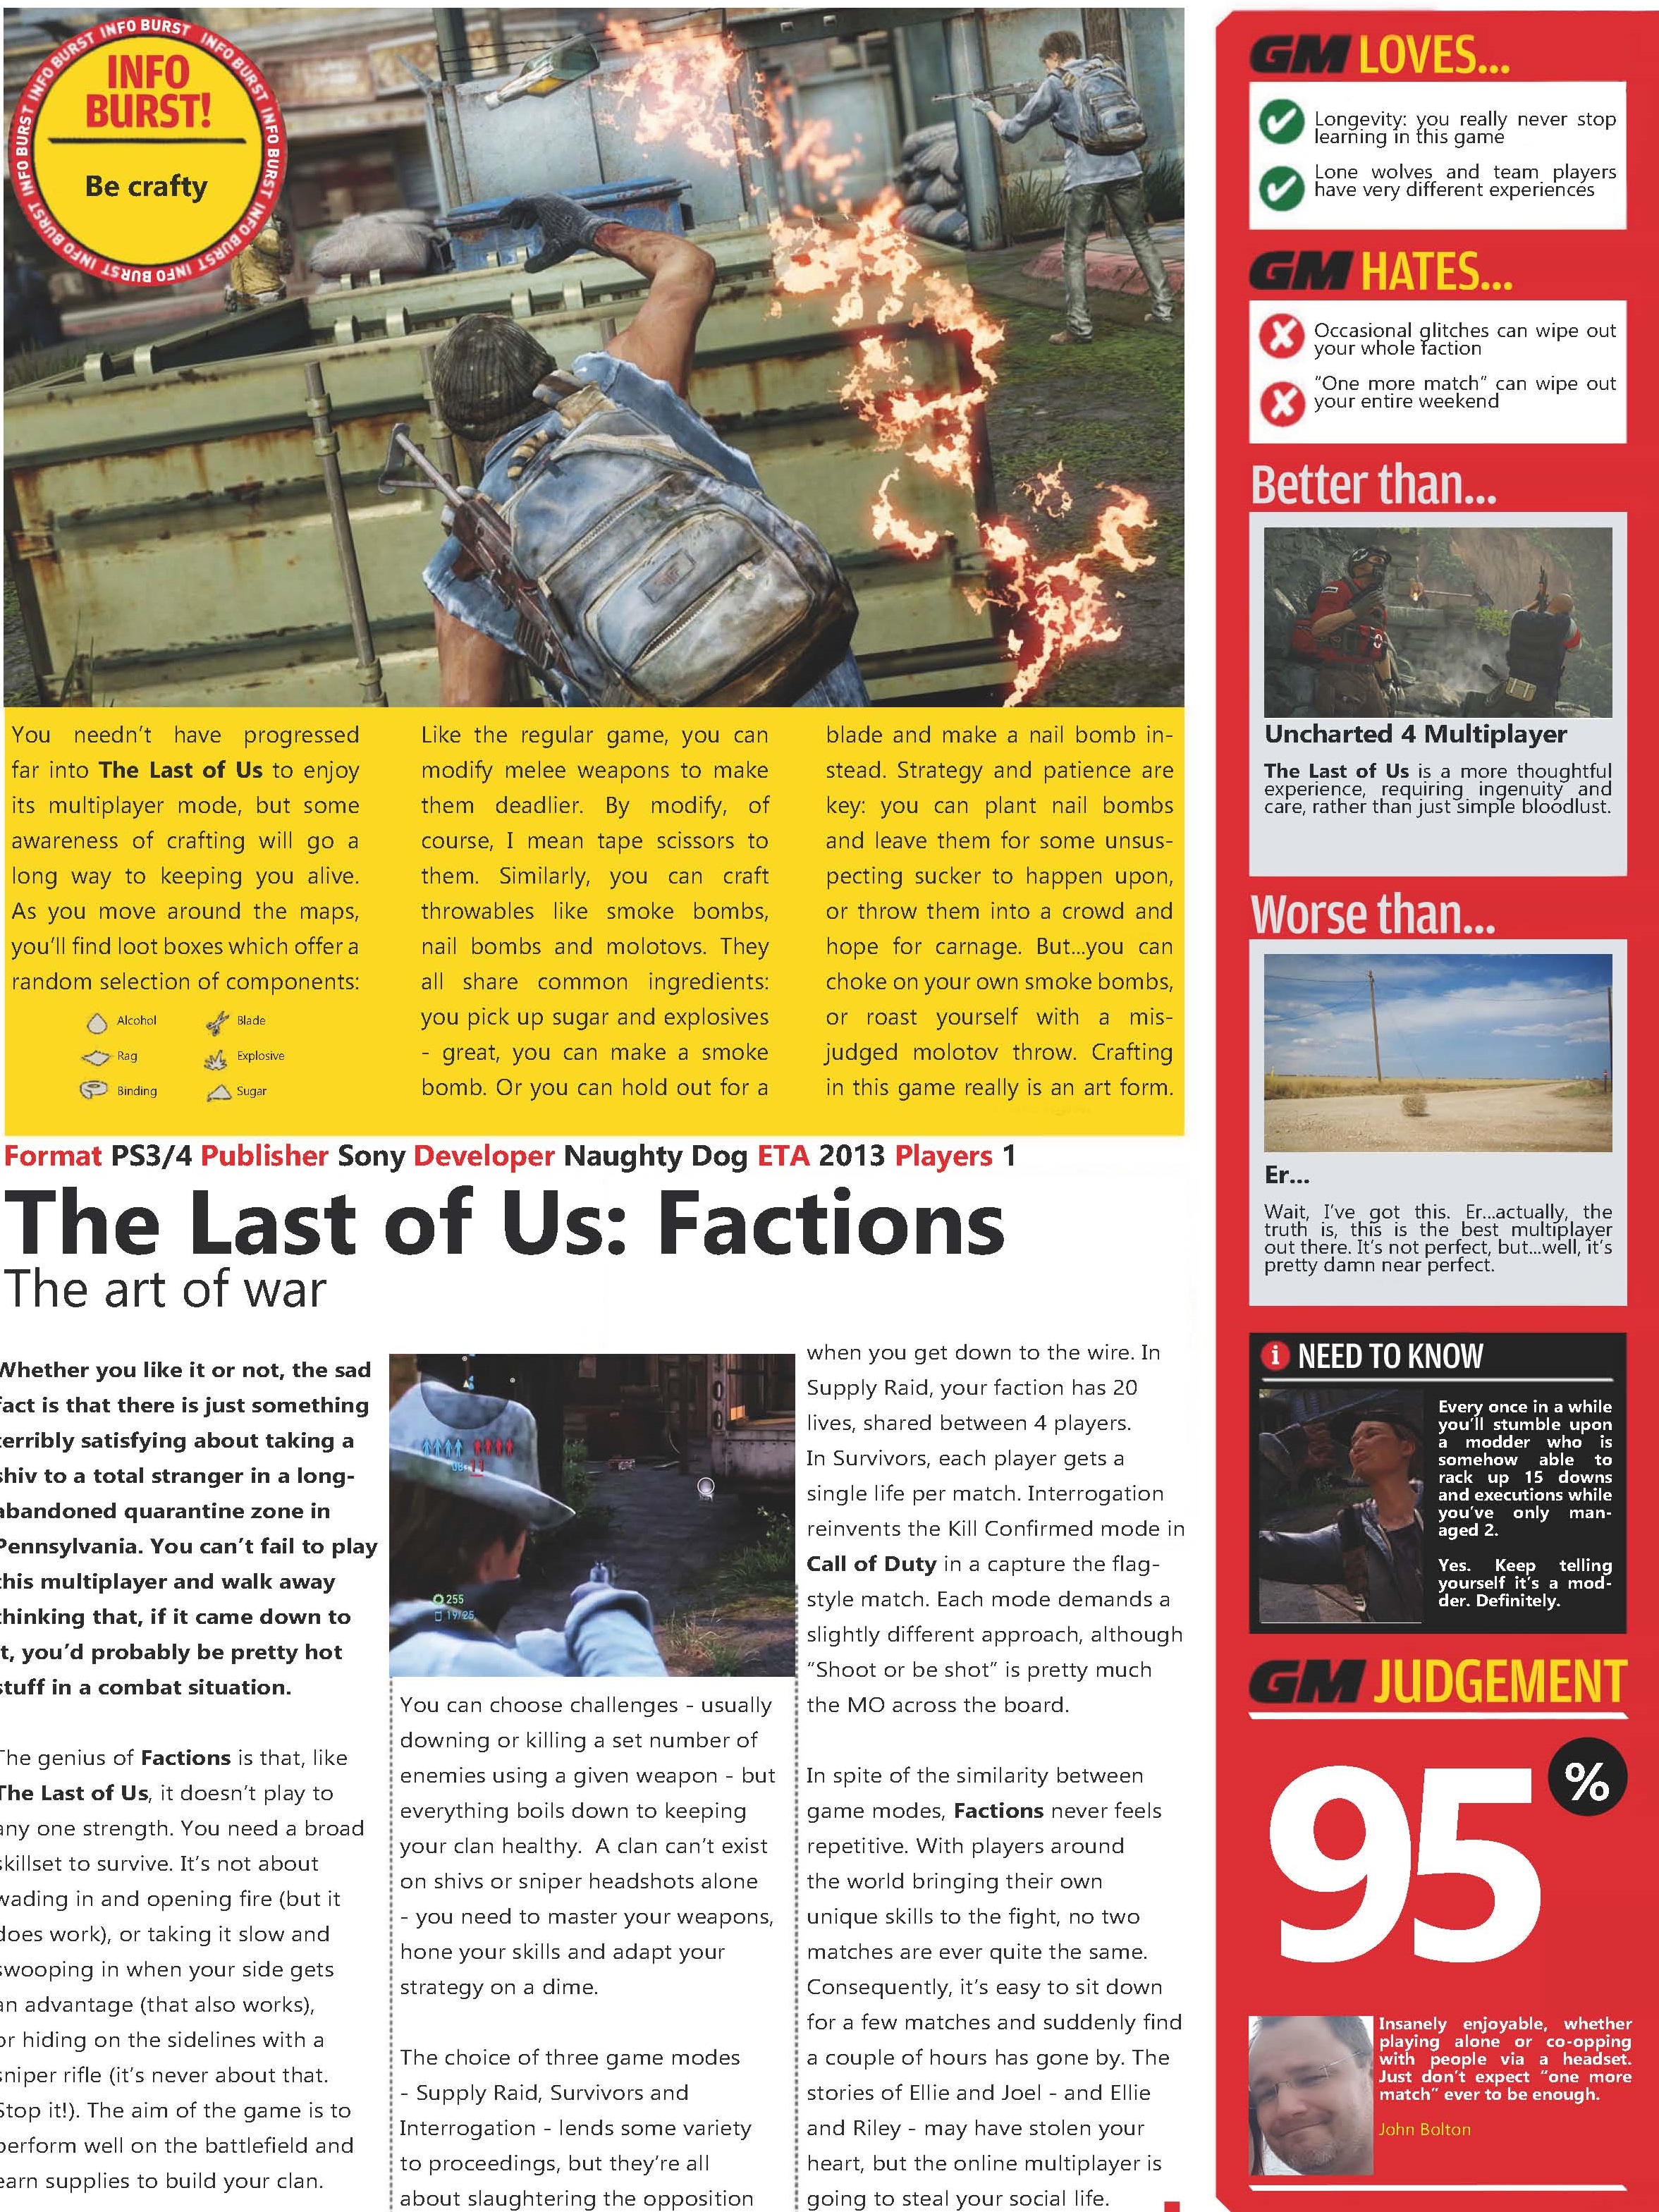 INFO BURST INFO BURST INFO BURST INFO BURST INFO BURST INFO BURST INFO BURST INFO BURST
INFO
BURST!
Be crafty
You needn't have progressed
far into The Last of Us to enjoy
its multiplayer mode, but some
awareness of crafting will go a
long way to keeping you alive.
As you move around the maps,
you'll find loot boxes which offer a
random selection of components:
Alcohol Blade
Rag Explosive
Binding Sugar
Like the regular game, you can
modify melee weapons to make
them deadlier. By modify, of
course, I mean tape scissors to
them. Similarly, you can craft
throwables like smoke bombs,
nail bombs and molotovs. They
all share common ingredients:
you pick up sugar and explosives
- great, you can make a smoke
bomb. Or you can hold out for a
blade and make a nail bomb in-
stead. Strategy and patience are
key: you can plant nail bombs
and leave them for some unsus-
pecting sucker to happen upon,
or throw them into a crowd and
hope for carnage. But...you can
choke on your own smoke bombs,
or roast yourself with a mis-
judged molotov throw. Crafting
in this game really is an art form.
Format PS3/4 Publisher Sony Developer Naughty Dog ETA 2013 Players 1
The Last of Us: Factions
The art of war
Whether you like it or not, the sad
fact is that there is just something
terribly satisfying about taking a
shiv to a total stranger in a long-
abandoned quarantine zone in
Pennsylvania. You can't fail to play
this multiplayer and walk away
thinking that, if it came down to
it, you'd probably be pretty hot
stuff in a combat situation.
The genius of Factions is that, like
The Last of Us, it doesn't play to
any one strength. You need a broad
skillset to survive. It's not about
wading in and opening fire (but it
does work), or taking it slow and
swooping in when your side gets
an advantage (that also works),
or hiding on the sidelines with a
sniper rifle (it's never about that.
Stop it!). The aim of the game is to
perform well on the battlefield and
earn supplies to build your clan.
255
19/25
You can choose challenges - usually
downing or killing a set number of
enemies using a given weapon - but
everything boils down to keeping
your clan healthy. A clan can't exist
on shivs or sniper headshots alone
- you need to master your weapons,
hone your skills and adapt your
strategy on a dime.
The choice of three game modes
- Supply Raid, Survivors and
Interrogation - lends some variety
to proceedings, but they're all
about slaughtering the opposition
when you get down to the wire. In
Supply Raid, your faction has 20
lives, shared between 4 players.
In Survivors, each player gets a
single life per match. Interrogation
reinvents the Kill Confirmed mode in
Call of Duty in a capture the flag-
style match. Each mode demands a
slightly different approach, although
"Shoot or be shot" is pretty much
the MO across the board.
In spite of the similarity between
game modes, Factions never feels
repetitive. With players around
the world bringing their own
unique skills to the fight, no two
matches are ever quite the same.
Consequently, it's easy to sit down
for a few matches and suddenly find
a couple of hours has gone by. The
stories of Ellie and Joel - and Ellie
and Riley - may have stolen your
heart, but the online multiplayer is
going to steal your social life.
GM LOVES...
Longevity: you really never stop
learning in this game
Lone wolves and team players
have very different experiences
GM HATES...
Occasional glitches can wipe out
your whole faction
"One more match" can wipe out
your entire weekend
Better than...
Uncharted 4 Multiplayer
The Last of Us is a more thoughtful
experience, requiring ingenuity and
care, rather than just simple bloodlust.
Worse than...
Er...
Wait, I've got this. Er...actually, the
truth is, this is the best multiplayer
out there. It's not perfect, but...well, it's
pretty damn near perfect.
i NEED TO KNOW
Every once in a while
you'll stumble upon
a modder who is
somehow able to
rack up 15 downs
and executions while
you've only man-
aged 2.
Yes. Keep telling
yourself it's a mod-
der. Definitely.
GM JUDGEMENT
95%
Insanely enjoyable, whether
playing alone or co-opping
with people via a headset.
Just don't expect "one more
match" ever to be enough.
John Bolton